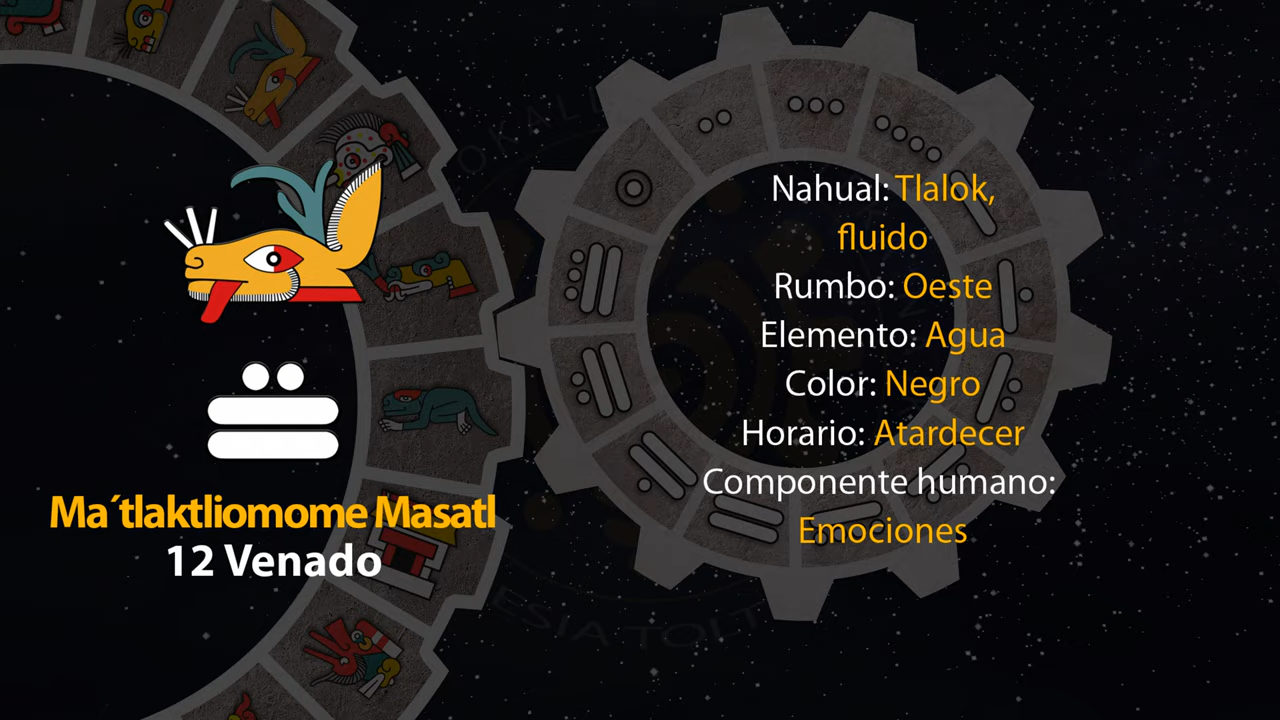 Ma´tlaktliomome Masatl
12 Venado
Nahual: Tlalok,
fluido
Rumbo: Oeste
Elemento: Agua
Color: Negro
Horario: Atardecer
Componente humano:
Emociones